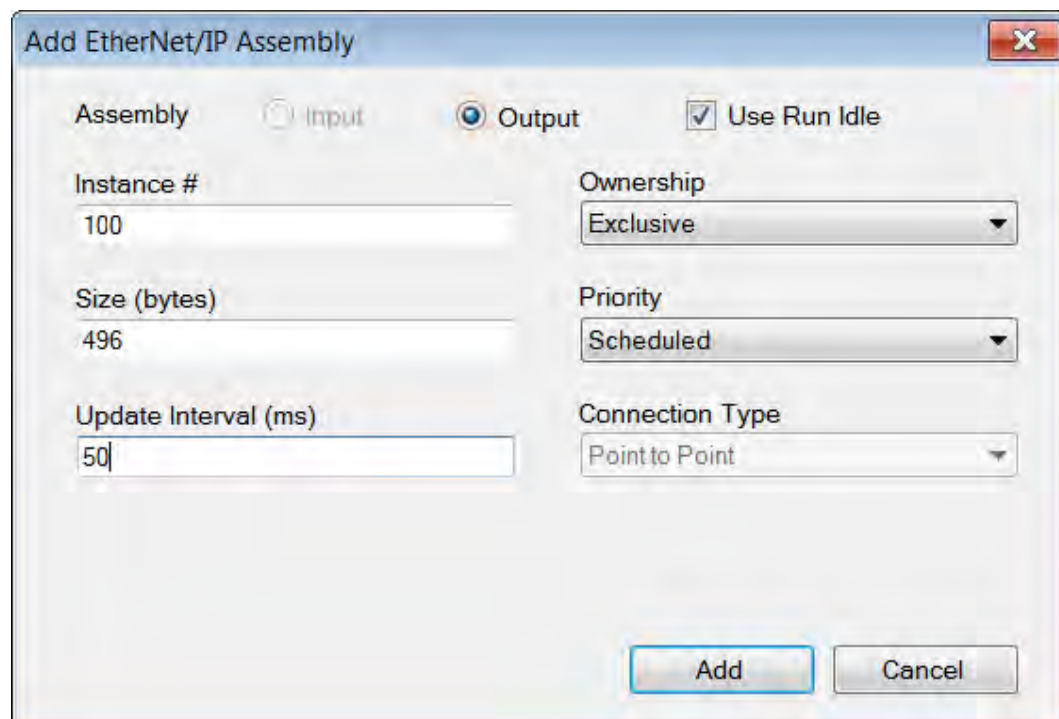 Add EtherNet/IP Assembly
Assembly Input Output Use Run Idle
Instance # Ownership
100 Exclusive
Size (bytes) Priority
496 Scheduled
Update Interval (ms) Connection Type
50 Point to Point
Add Cancel